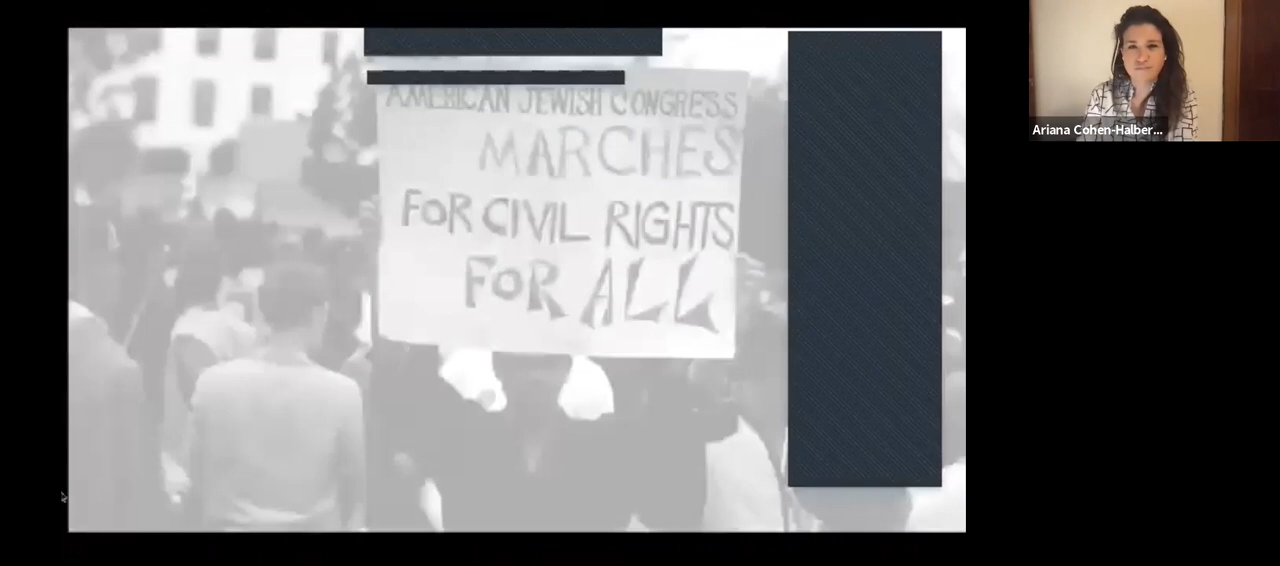 AMERICAN JEWISH CONGRESS
MARCHES
FOR CIVIL RIGHTS
FOR ALL
Ariana Cohen-Halber...